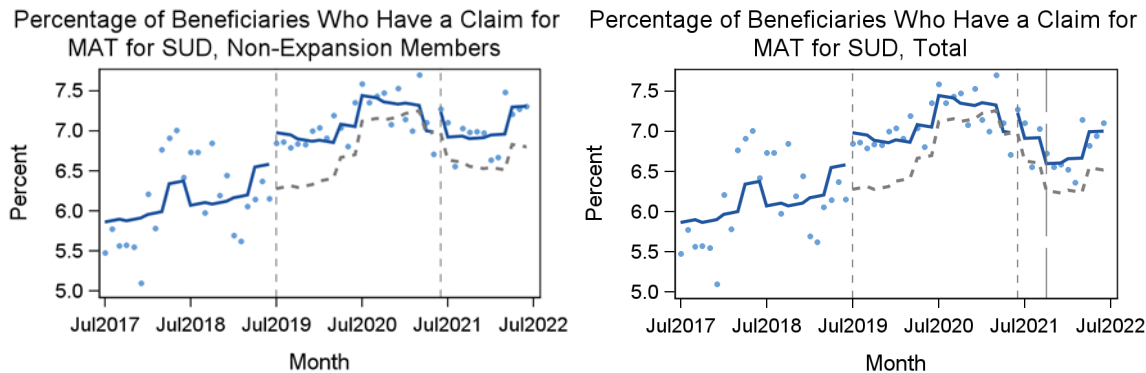 Percentage of Beneficiaries Who Have a Claim for
MAT for SUD, Non-Expansion Members
7.5
7.0
6.5
6.0
5.5
5.0
Percent
Jul2017 Jul2018 Jul2019 Jul2020 Jul2021 Jul2022
Month
Percentage of Beneficiaries Who Have a Claim for
MAT for SUD, Total
7.5
7.0
6.5
6.0
5.5
5.0
Percent
Jul2017 Jul2018 Jul2019 Jul2020 Jul2021 Jul2022
Month